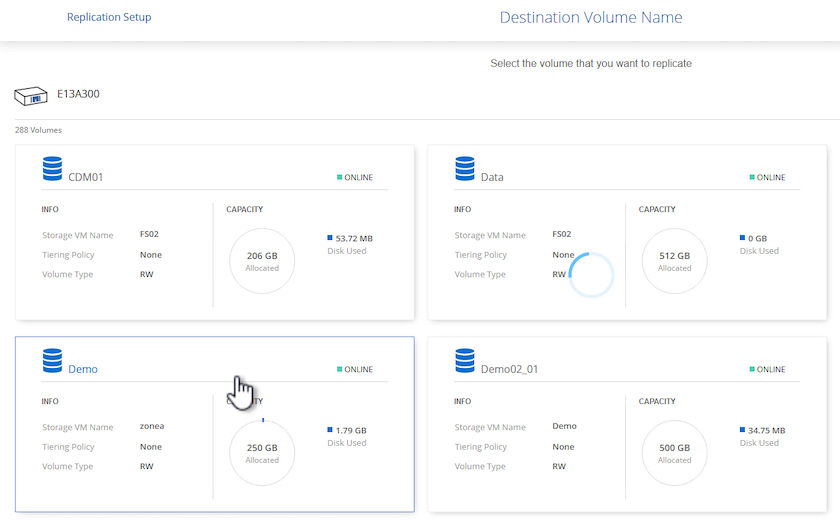 Replication Setup
Destination Volume Name
Select the volume that you want to replicate
E13A300
288 Volumes
CDM01
ONLINE
INFO
Storage VM Name FS02
Tiering Policy None
Volume Type RW
CAPACITY
206 GB
Allocated
53.72 MB
Disk Used
Data
ONLINE
INFO
Storage VM Name FS02
Tiering Policy None
Volume Type RW
CAPACITY
512 GB
Allocated
0 GB
Disk Used
Demo
ONLINE
INFO
Storage VM Name zonea
Tiering Policy None
Volume Type RW
250 GB
Allocated
1.79 GB
Disk Used
Demo02_01
ONLINE
INFO
Storage VM Name Demo
Tiering Policy None
Volume Type RW
CAPACITY
500 GB
Allocated
34.75 MB
Disk Used